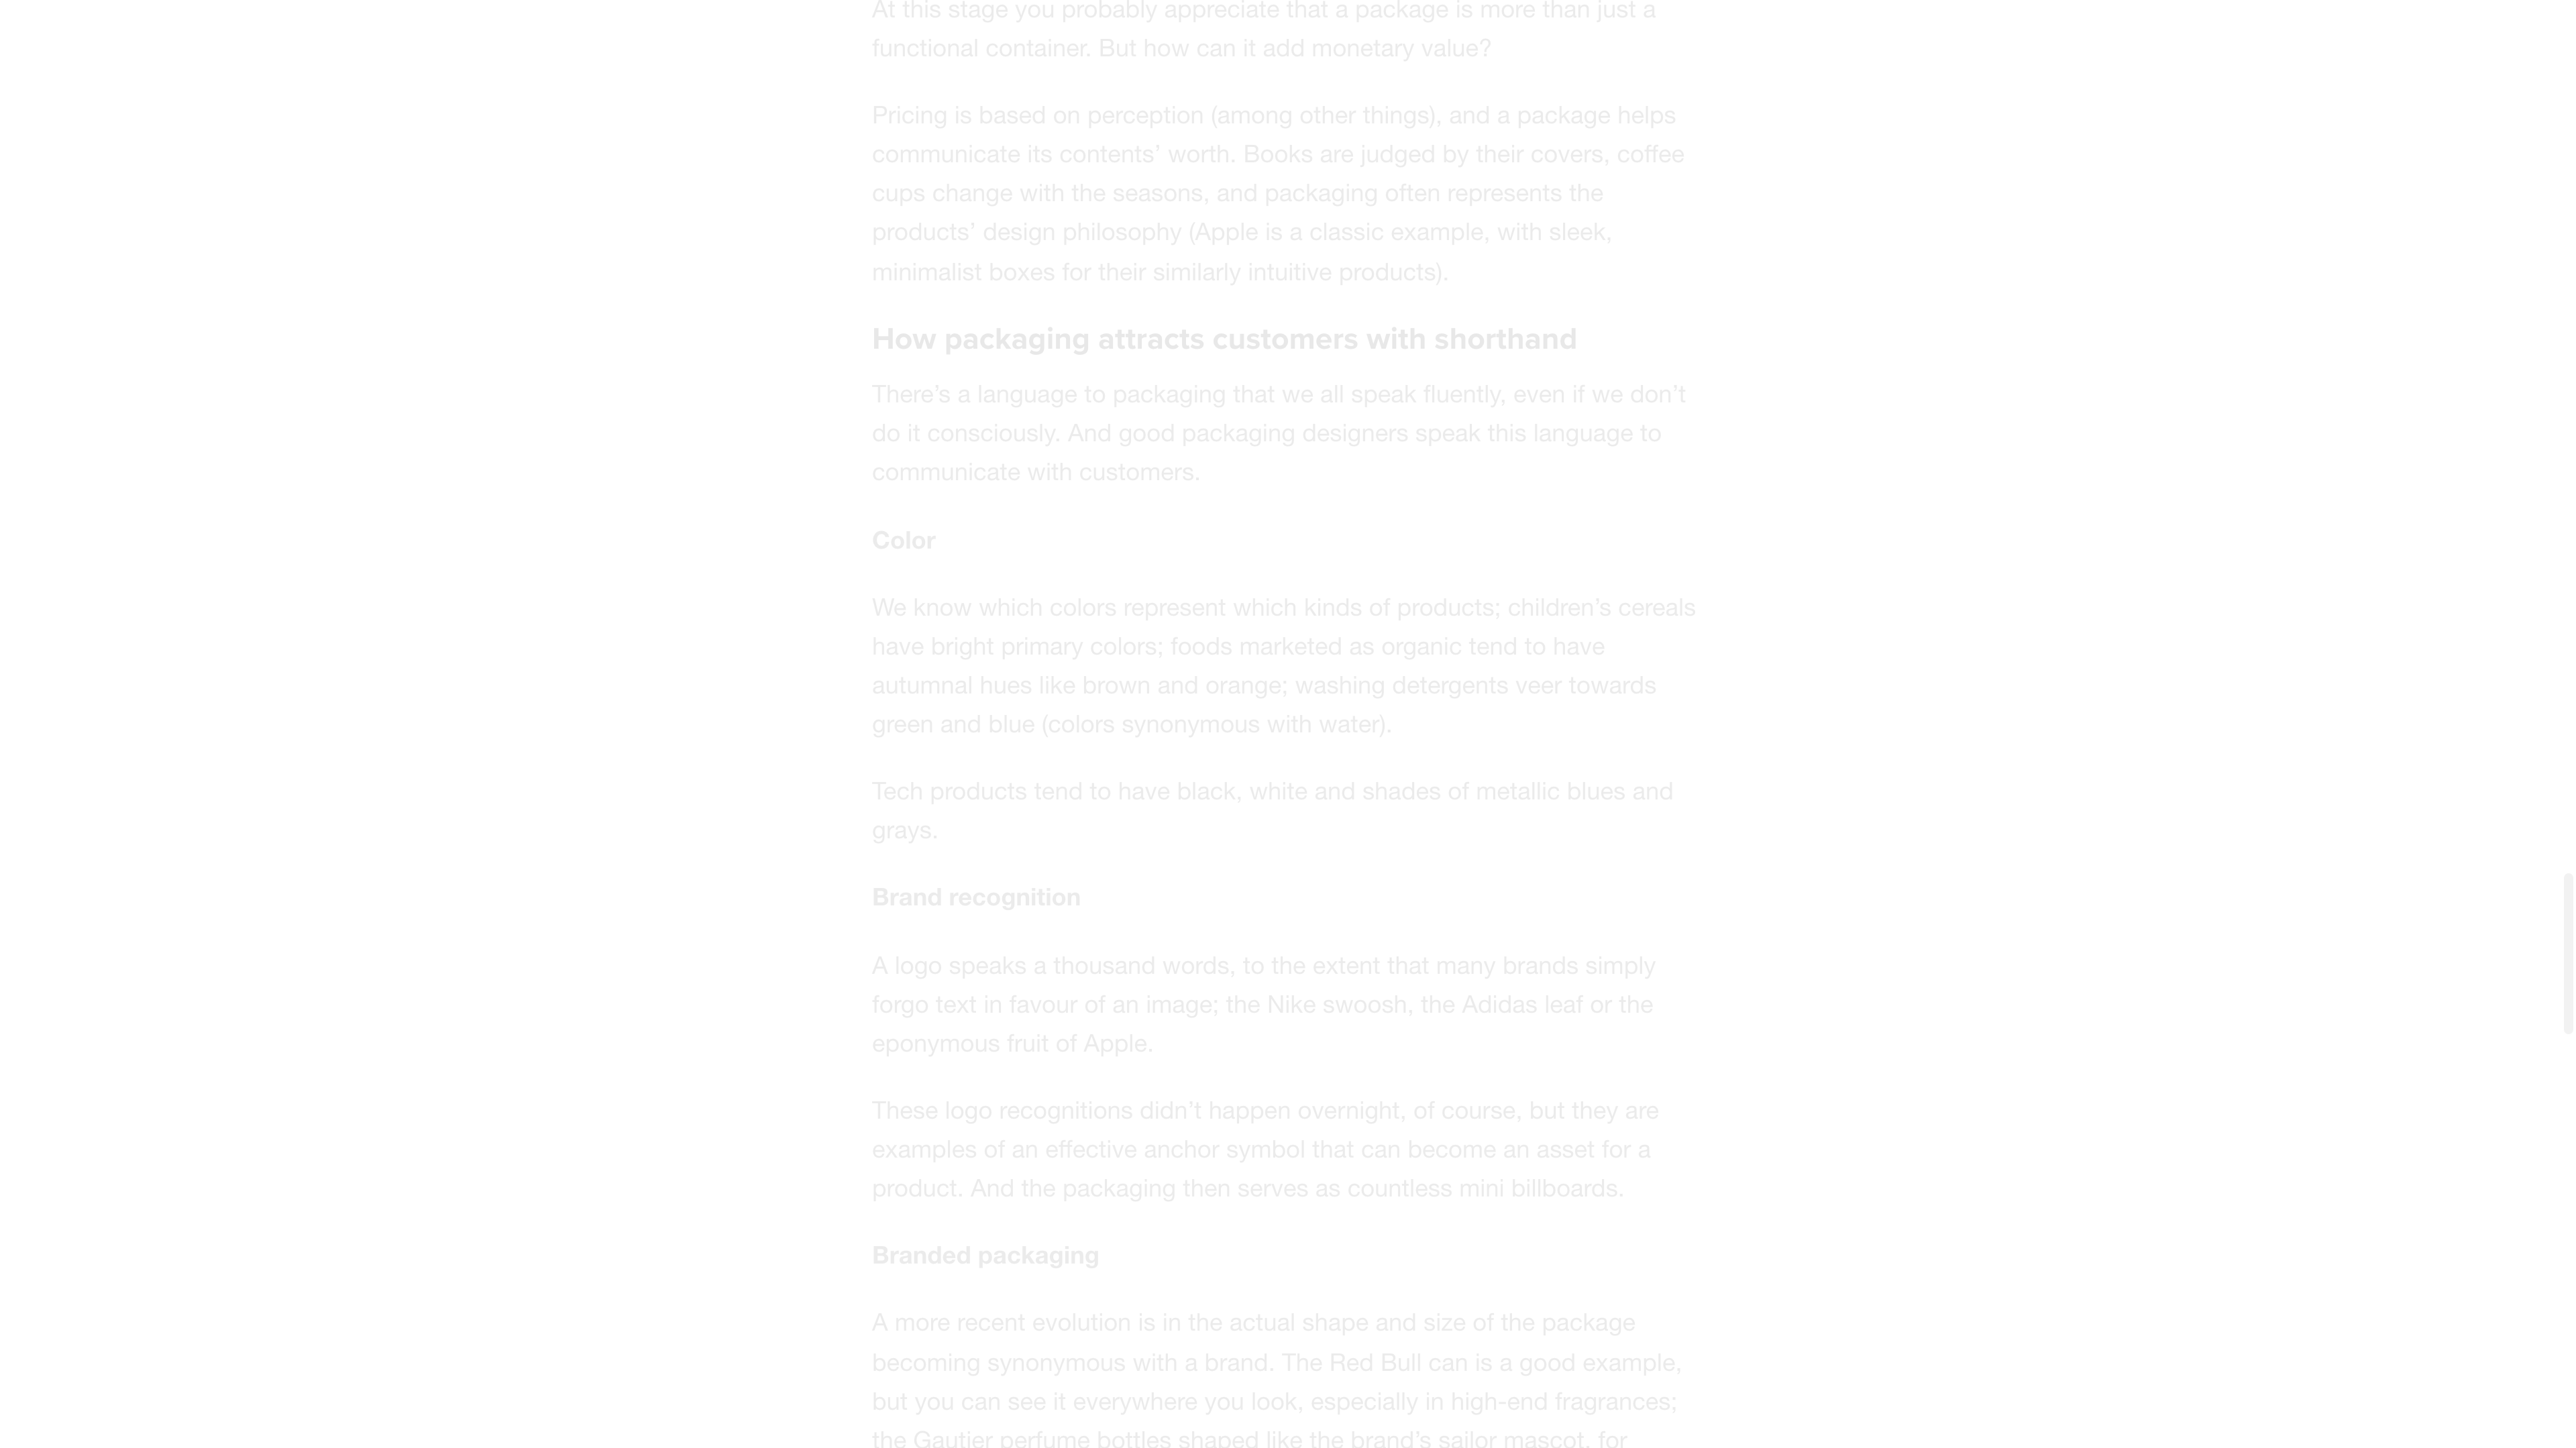 At this stage you probably appreciate that a package is more than just a
functional container. But how can it add monetary value?
Pricing is based on perception (among other things), and a package helps
communicate its contents’ worth. Books are judged by their covers, coffee
cups change with the seasons, and packaging often represents the
products’ design philosophy (Apple is a classic example, with sleek,
minimalist boxes for their similarly intuitive products).
How packaging attracts customers with shorthand
There’s a language to packaging that we all speak fluently, even if we don’t
do it consciously. And good packaging designers speak this language to
communicate with customers.
Color
We know which colors represent which kinds of products; children’s cereals
have bright primary colors; foods marketed as organic tend to have
autumnal hues like brown and orange; washing detergents veer towards
green and blue (colors synonymous with water).
Tech products tend to have black, white and shades of metallic blues and
grays.
Brand recognition
A logo speaks a thousand words, to the extent that many brands simply
forgo text in favour of an image; the Nike swoosh, the Adidas leaf or the
eponymous fruit of Apple.
These logo recognitions didn’t happen overnight, of course, but they are
examples of an effective anchor symbol that can become an asset for a
product. And the packaging then serves as countless mini billboards.
Branded packaging
A more recent evolution is in the actual shape and size of the package
becoming synonymous with a brand. The Red Bull can is a good example,
but you can see it everywhere you look, especially in high-end fragrances;
the Gautier perfume bottles shaped like the brand’s sailor mascot, for